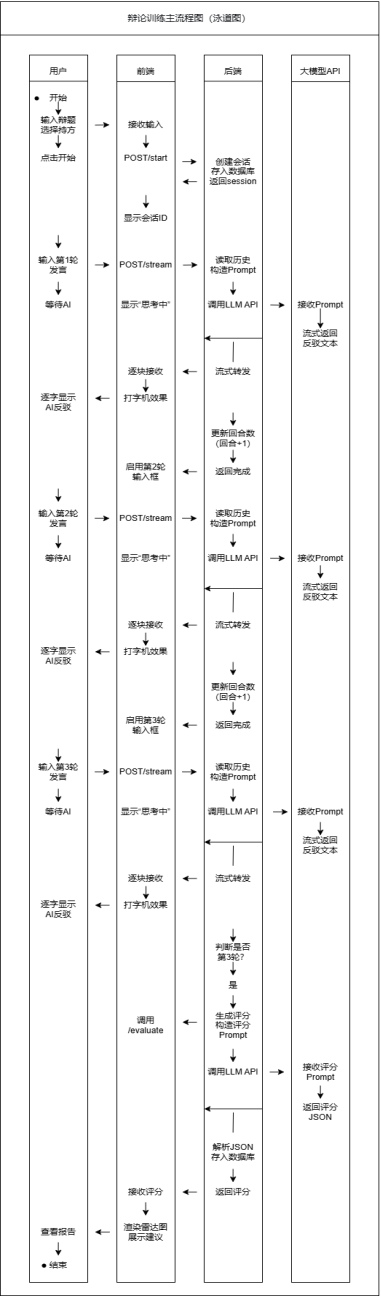 辩论训练主流程图（泳道图）
用户
前端
后端
大模型API
开始
输入辩题
选择持方
接收输入
点击开始
POST/start
创建会话
存入数据库
返回session
显示会话ID
输入第1轮
发言
POST/stream
读取历史
构造Prompt
等待AI
显示“思考中”
调用LLM API
接收Prompt
流式返回
反驳文本
逐块接收
流式转发
逐字显示
AI反驳
打字机效果
更新回合数
(回合+1)
启用第2轮
输入框
返回完成
输入第2轮
发言
POST/stream
读取历史
构造Prompt
等待AI
显示“思考中”
调用LLM API
接收Prompt
流式返回
反驳文本
逐块接收
流式转发
逐字显示
AI反驳
打字机效果
更新回合数
(回合+1)
启用第3轮
输入框
返回完成
输入第3轮
发言
POST/stream
读取历史
构造Prompt
等待AI
显示“思考中”
调用LLM API
接收Prompt
流式返回
反驳文本
逐块接收
流式转发
逐字显示
AI反驳
打字机效果
判断是否
第3轮？
是
调用
/evaluate
生成评分
构造评分
Prompt
调用LLM API
接收评分
Prompt
返回评分
JSON
解析JSON
存入数据库
接收评分
返回评分
查看报告
渲染雷达图
展示建议
结束